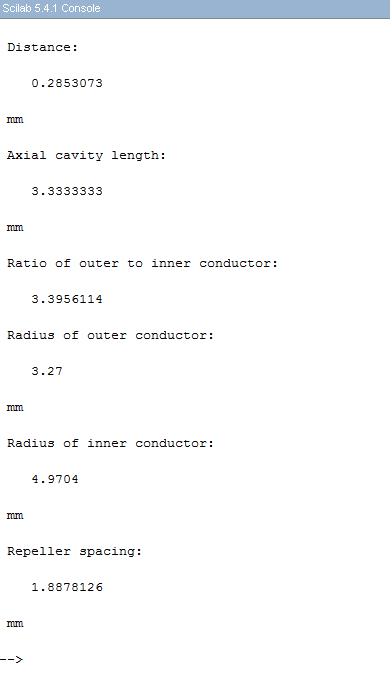 Scilab 5.4.1 Console
Distance:
0.2853073
mm
Axial cavity length:
3.3333333
mm
Ratio of outer to inner conductor:
3.3956114
Radius of outer conductor:
3.27
mm
Radius of inner conductor:
4.9704
mm
Repeller spacing:
1.8878126
mm
-->